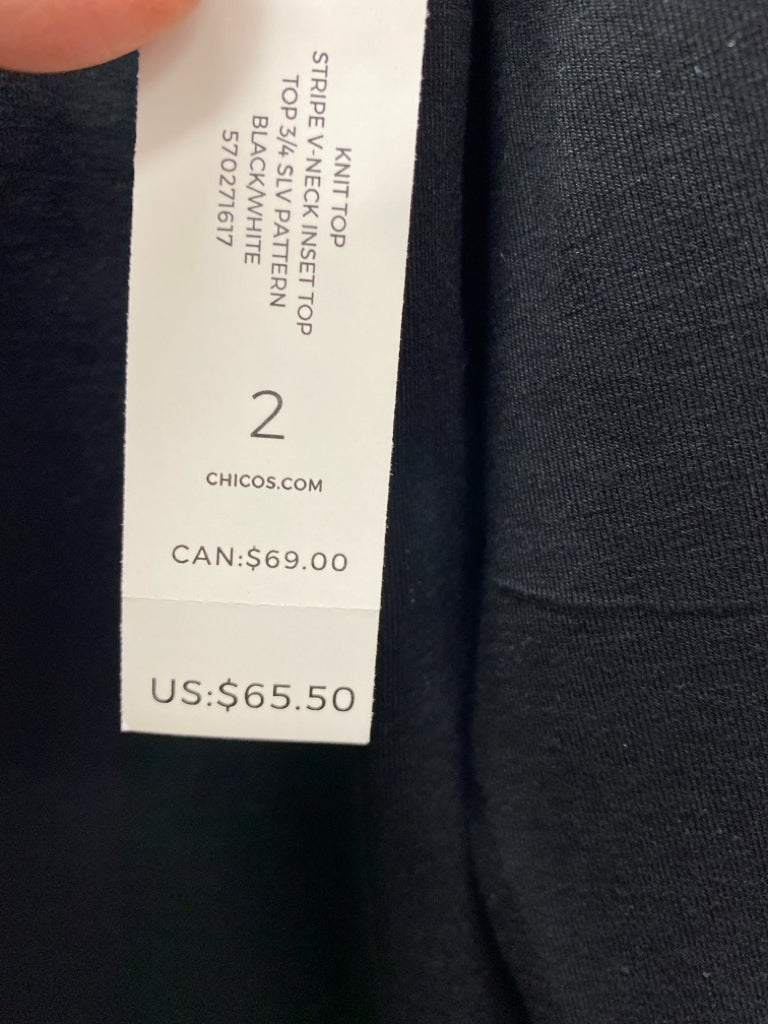 KNIT TOP
STRIPE V-NECK INSET TOP
TOP 3/4 SLV PATTERN
BLACK/WHITE
570271617
2
CHICOS.COM
CAN:$69.00
US:$65.50